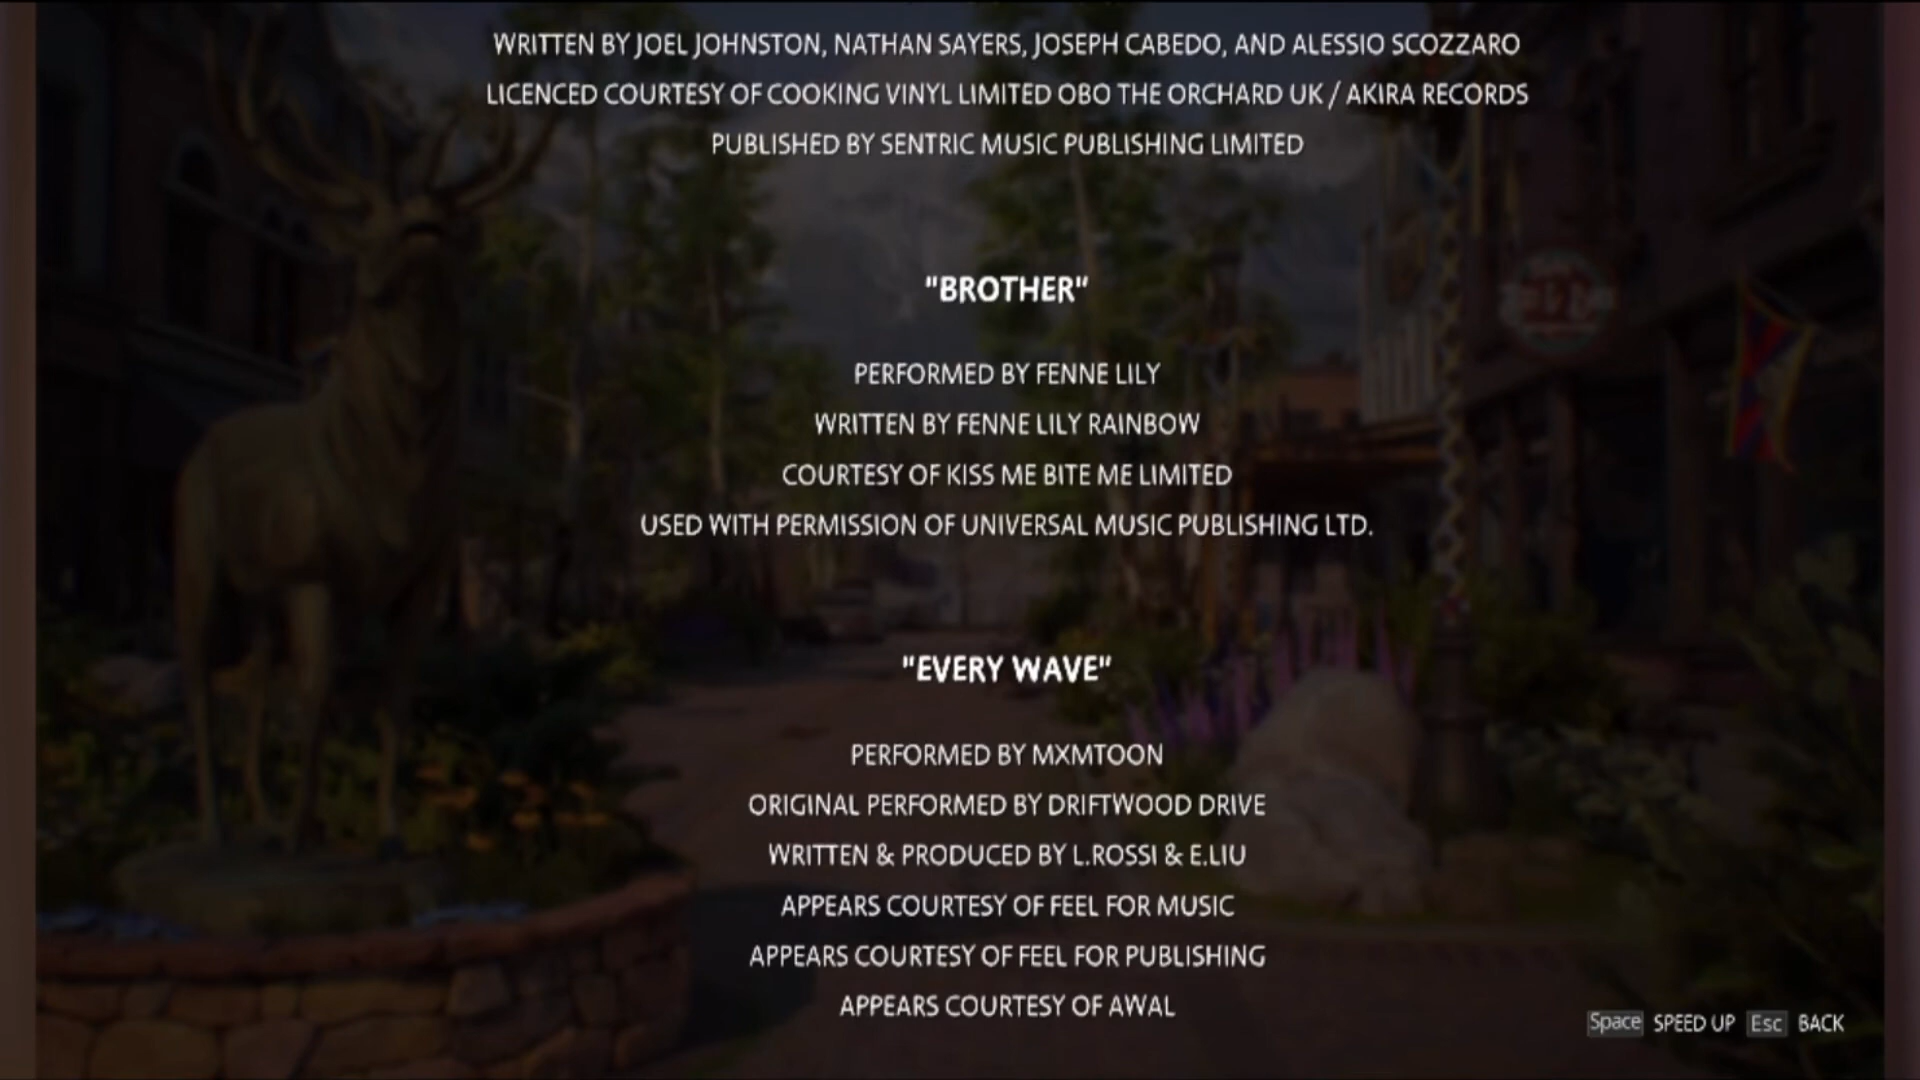 WRITTEN BY JOEL JOHNSTON, NATHAN SAYERS, JOSEPH CABEDO, AND ALESSIO SCOZZARO
LICENCED COURTESY OF COOKING VINYL LIMITED OBO THE ORCHARD UK / AKIRA RECORDS
PUBLISHED BY SENTRIC MUSIC PUBLISHING LIMITED
"BROTHER"
PERFORMED BY FENNE LILY
WRITTEN BY FENNE LILY RAINBOW
COURTESY OF KISS ME BITE ME LIMITED
USED WITH PERMISSION OF UNIVERSAL MUSIC PUBLISHING LTD.
"EVERY WAVE"
PERFORMED BY MXMTOON
ORIGINAL PERFORMED BY DRIFTWOOD DRIVE
WRITTEN & PRODUCED BY L.ROSSI & E.LIU
APPEARS COURTESY OF FEEL FOR MUSIC
APPEARS COURTESY OF FEEL FOR PUBLISHING
APPEARS COURTESY OF AWAL
Space SPEED UP Esc BACK